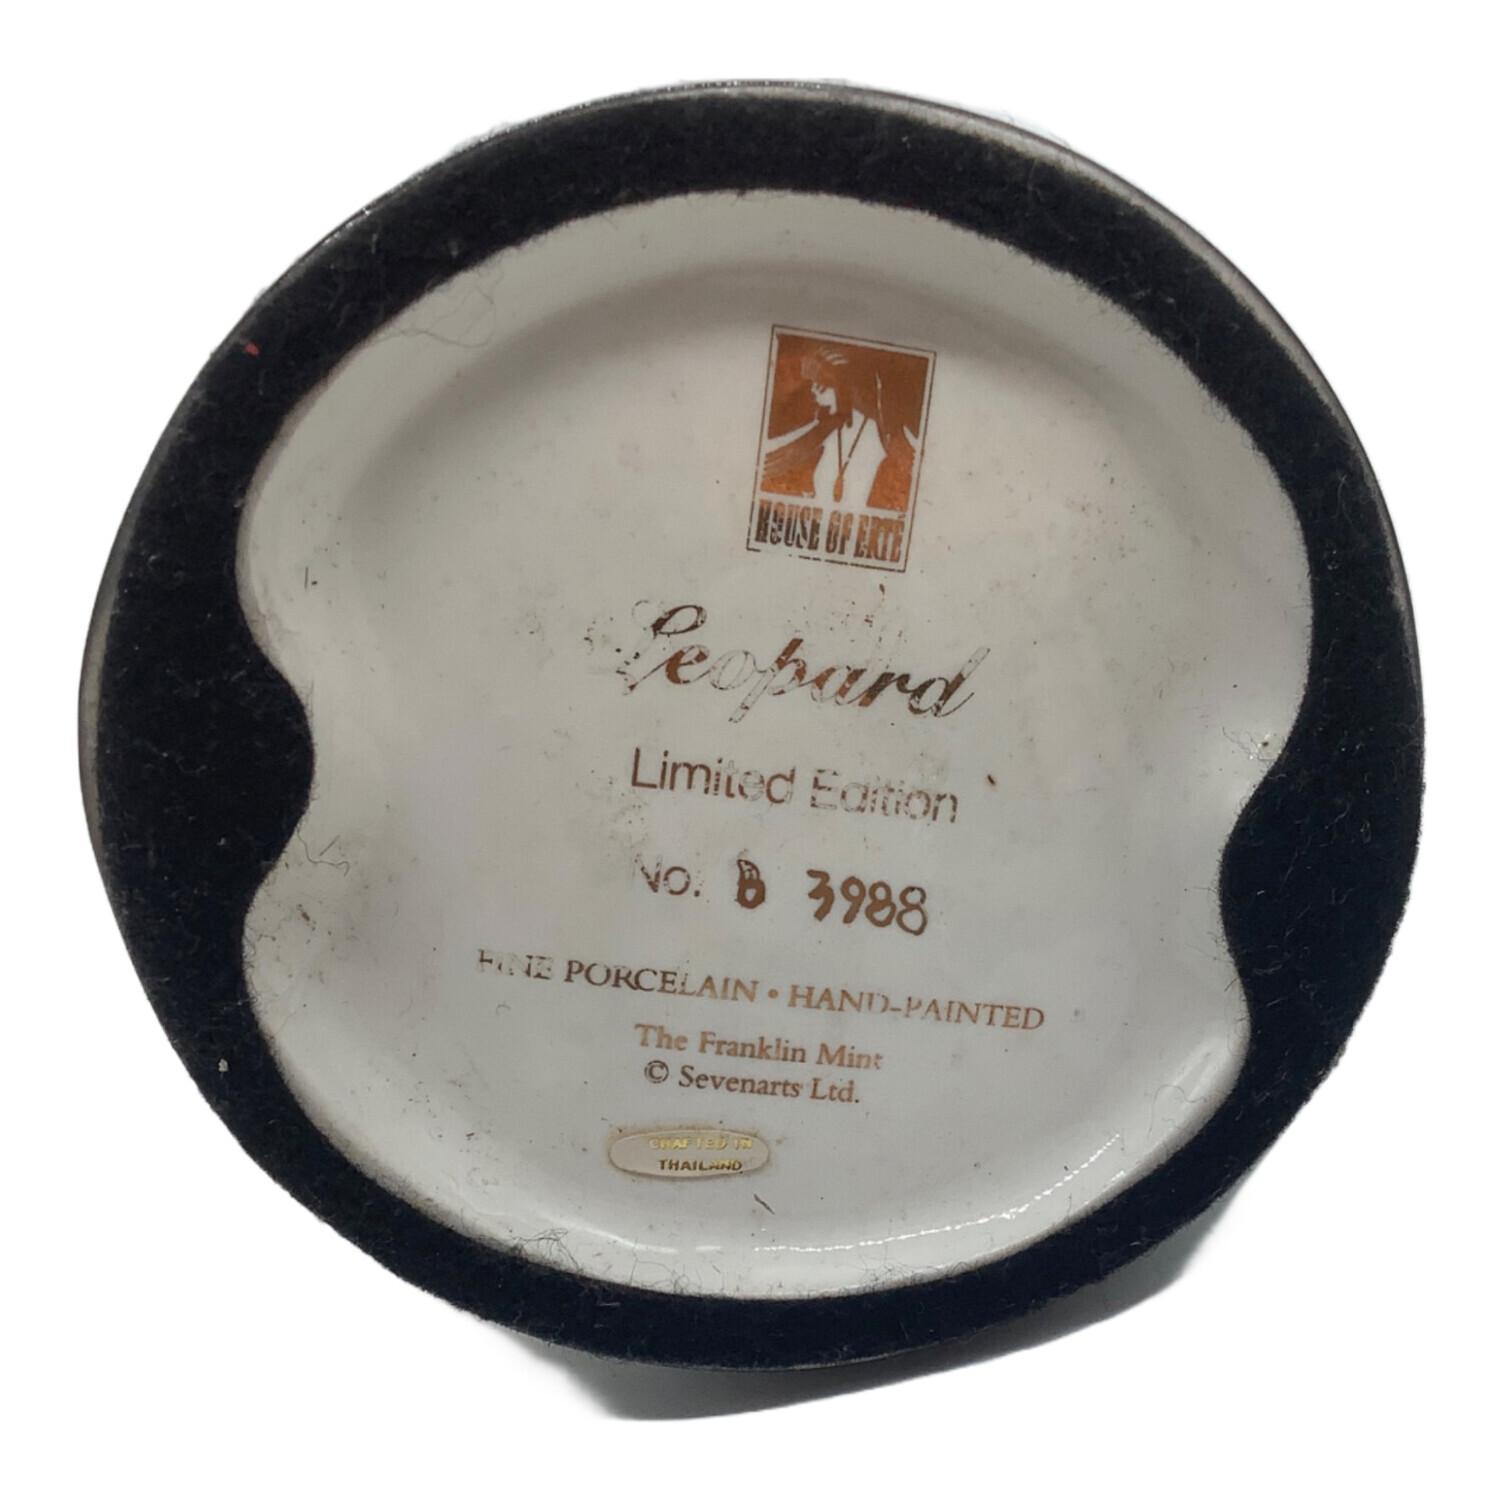 HOUSE OF ERTÉ
Leopard
Limited Edition
No. B 3988
FINE PORCELAIN • HAND-PAINTED
The Franklin Mint
© Sevenarts Ltd.
CRAFTED IN
THAILAND